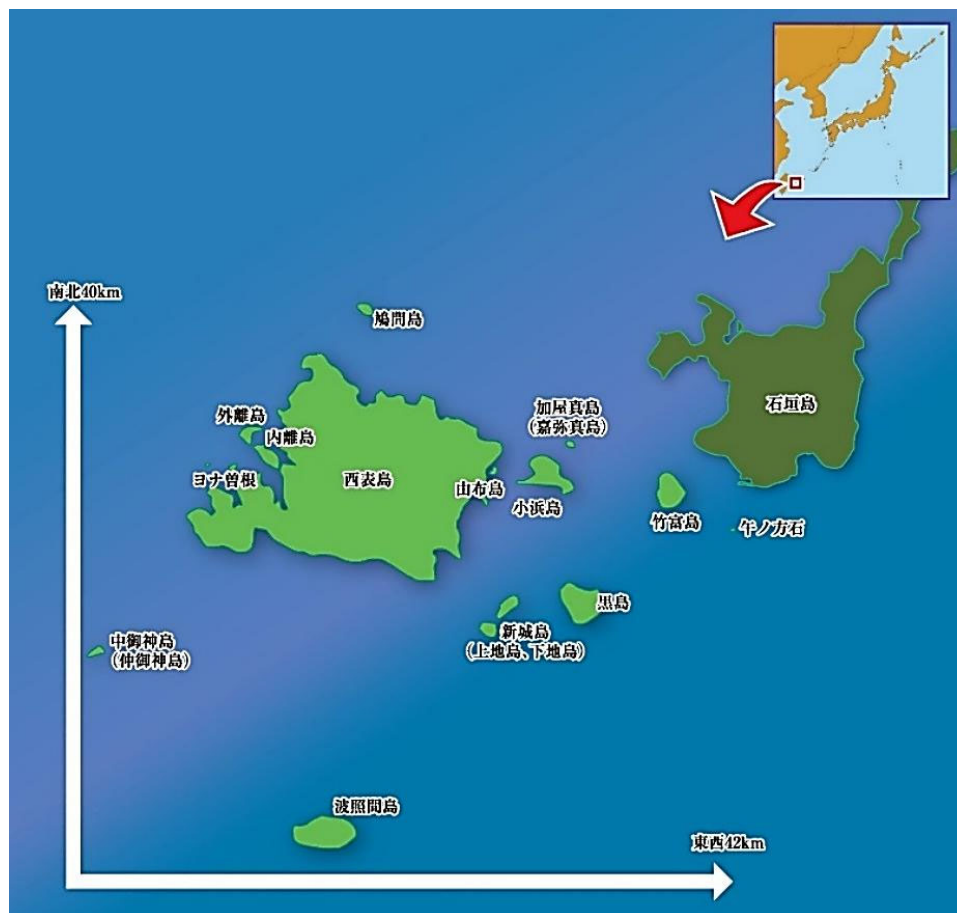 南北40km
鳩間島
外離島
内離島
ヨナ曽根
西表島
由布島
加屋真島
(嘉弥真島)
小浜島
石垣島
竹富島
午ノ方石
黒島
新城島
(上地島、下地島)
中御神島
(仲御神島)
波照間島
東西42km